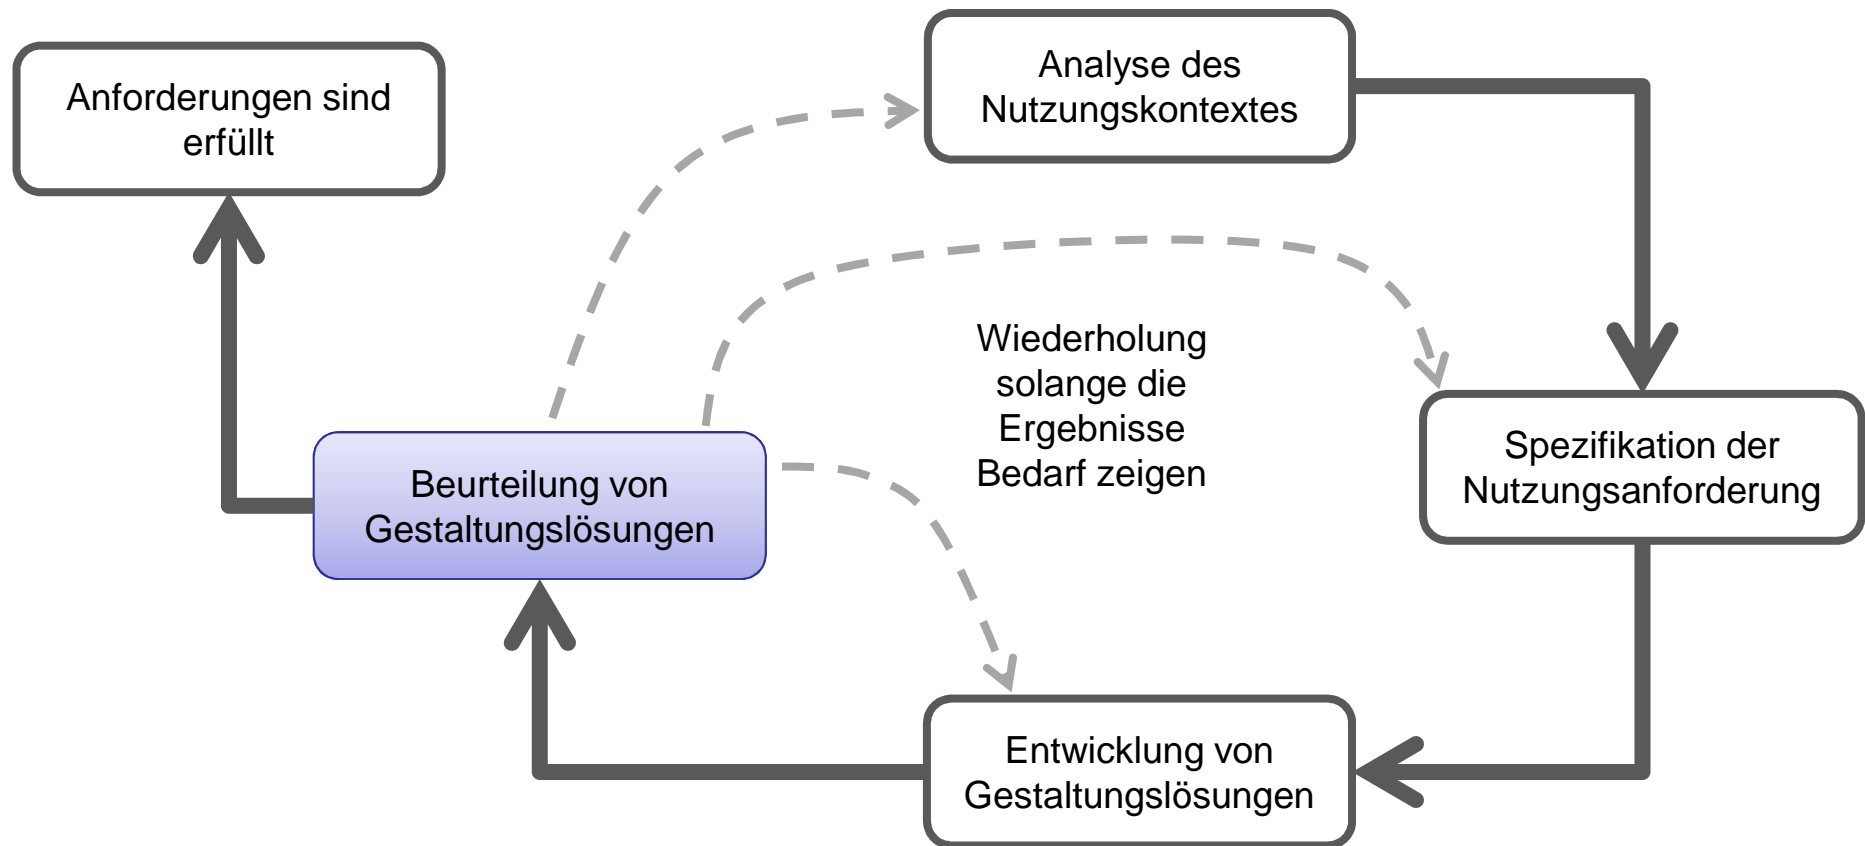 Anforderungen sind
erfüllt
Analyse des
Nutzungskontextes
Wiederholung
solange die
Ergebnisse
Bedarf zeigen
Spezifikation der
Nutzungsanforderung
Beurteilung von
Gestaltungslösungen
Entwicklung von
Gestaltungslösungen